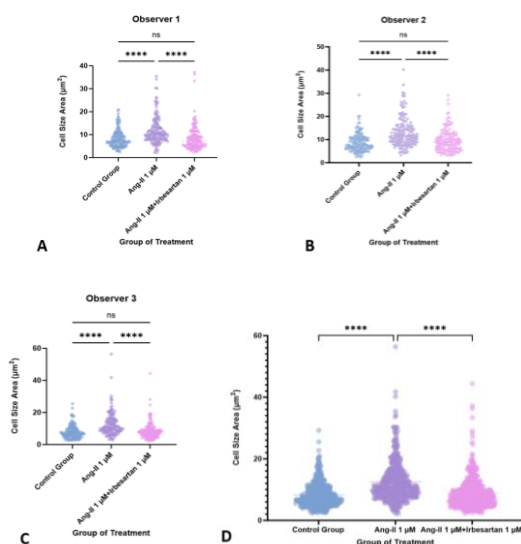 Observer 1
ns
****
****
Cell Size Area (μm²)
40
30
20
10
0
Control Group
Ang-II 1 μM
Ang-II 1 μM+Irbesartan 1 μM
Group of Treatment
A
Observer 2
ns
****
****
Cell Size Area (μm²)
50
40
30
20
10
0
Control Group
Ang-II 1 μM
Ang-II 1 μM+Irbesartan 1 μM
Group of Treatment
B
Observer 3
ns
****
****
Cell Size Area (μm²)
60
40
20
0
Control Group
Ang-II 1 μM
Ang-II 1 μM+Irbesartan 1 μM
Group of Treatment
C
****
****
Cell Size Area (μm²)
60
40
20
0
Control Group
Ang-II 1 μM
Ang-II 1 μM+Irbesartan 1 μM
Group of Treatment
D